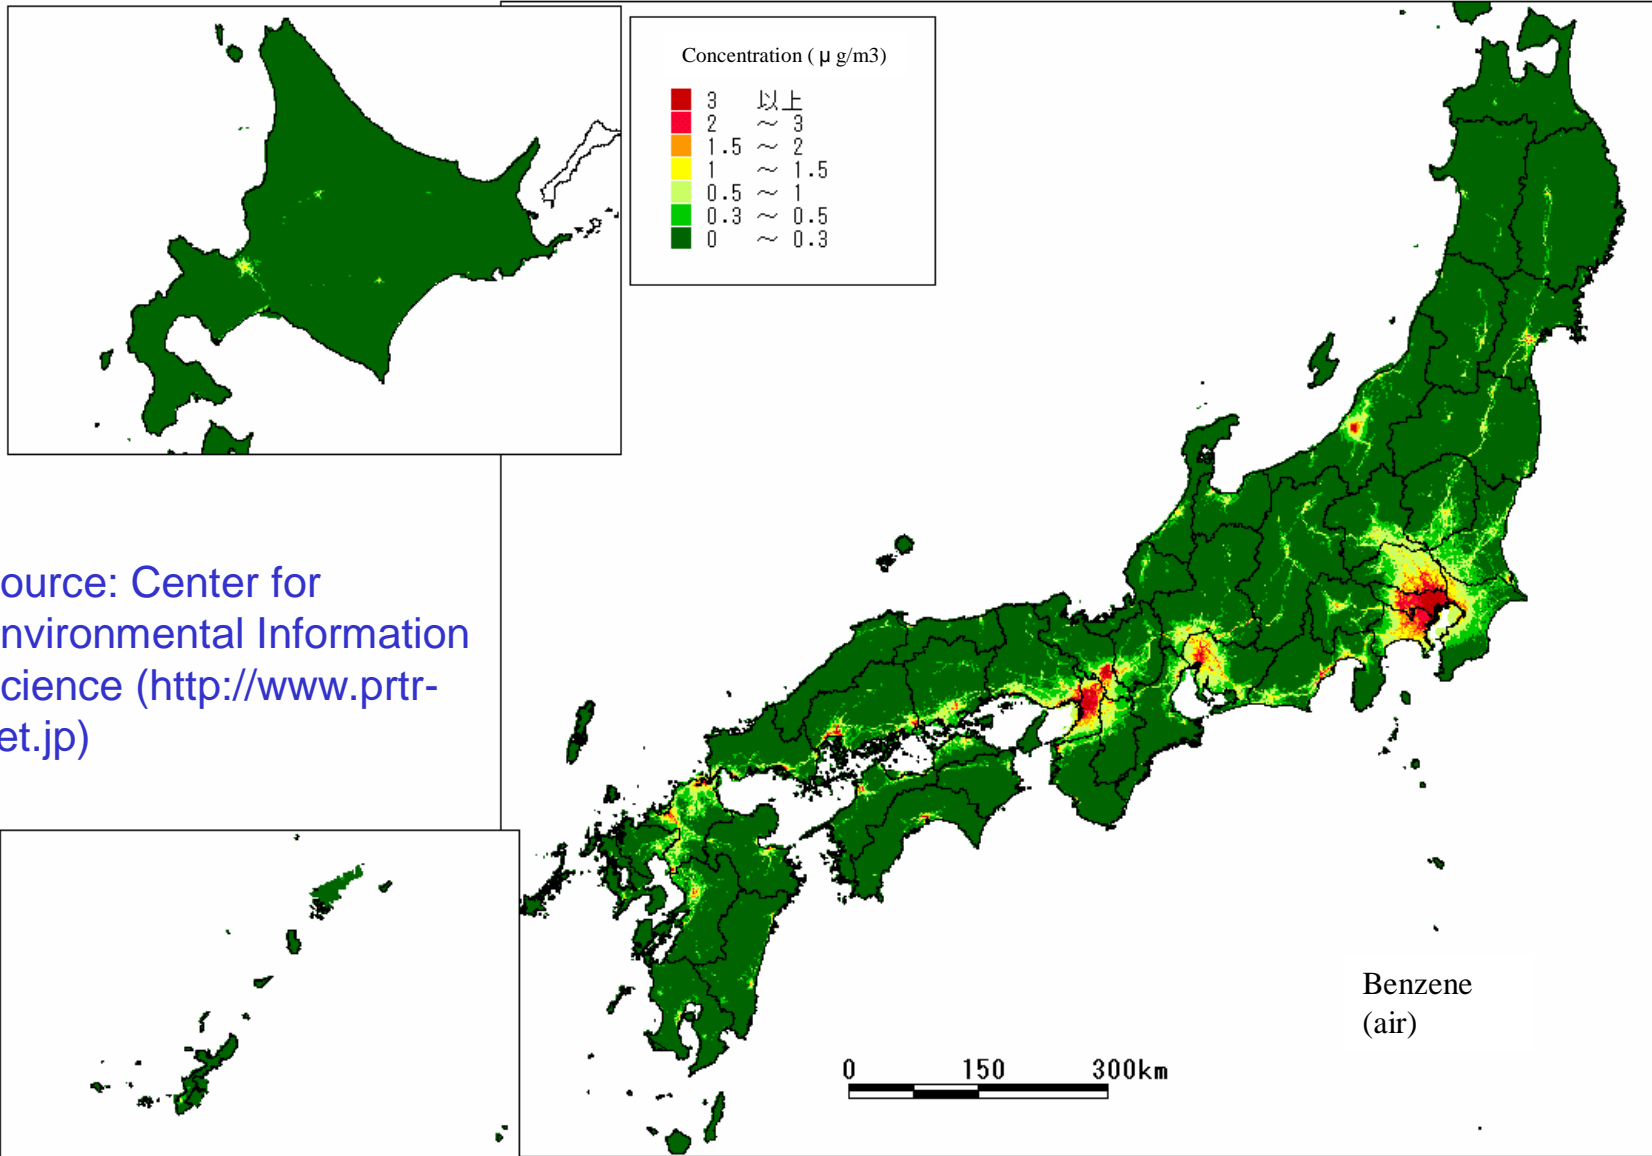 Concentration ( μ g/m3)
3 以上
2 ～ 3
1.5 ～ 2
1 ～ 1.5
0.5 ～ 1
0.3 ～ 0.5
0 ～ 0.3
ource: Center for
nvironmental Information
cience (http://www.prtr-
et.jp)
Benzene
(air)
0 150 300km